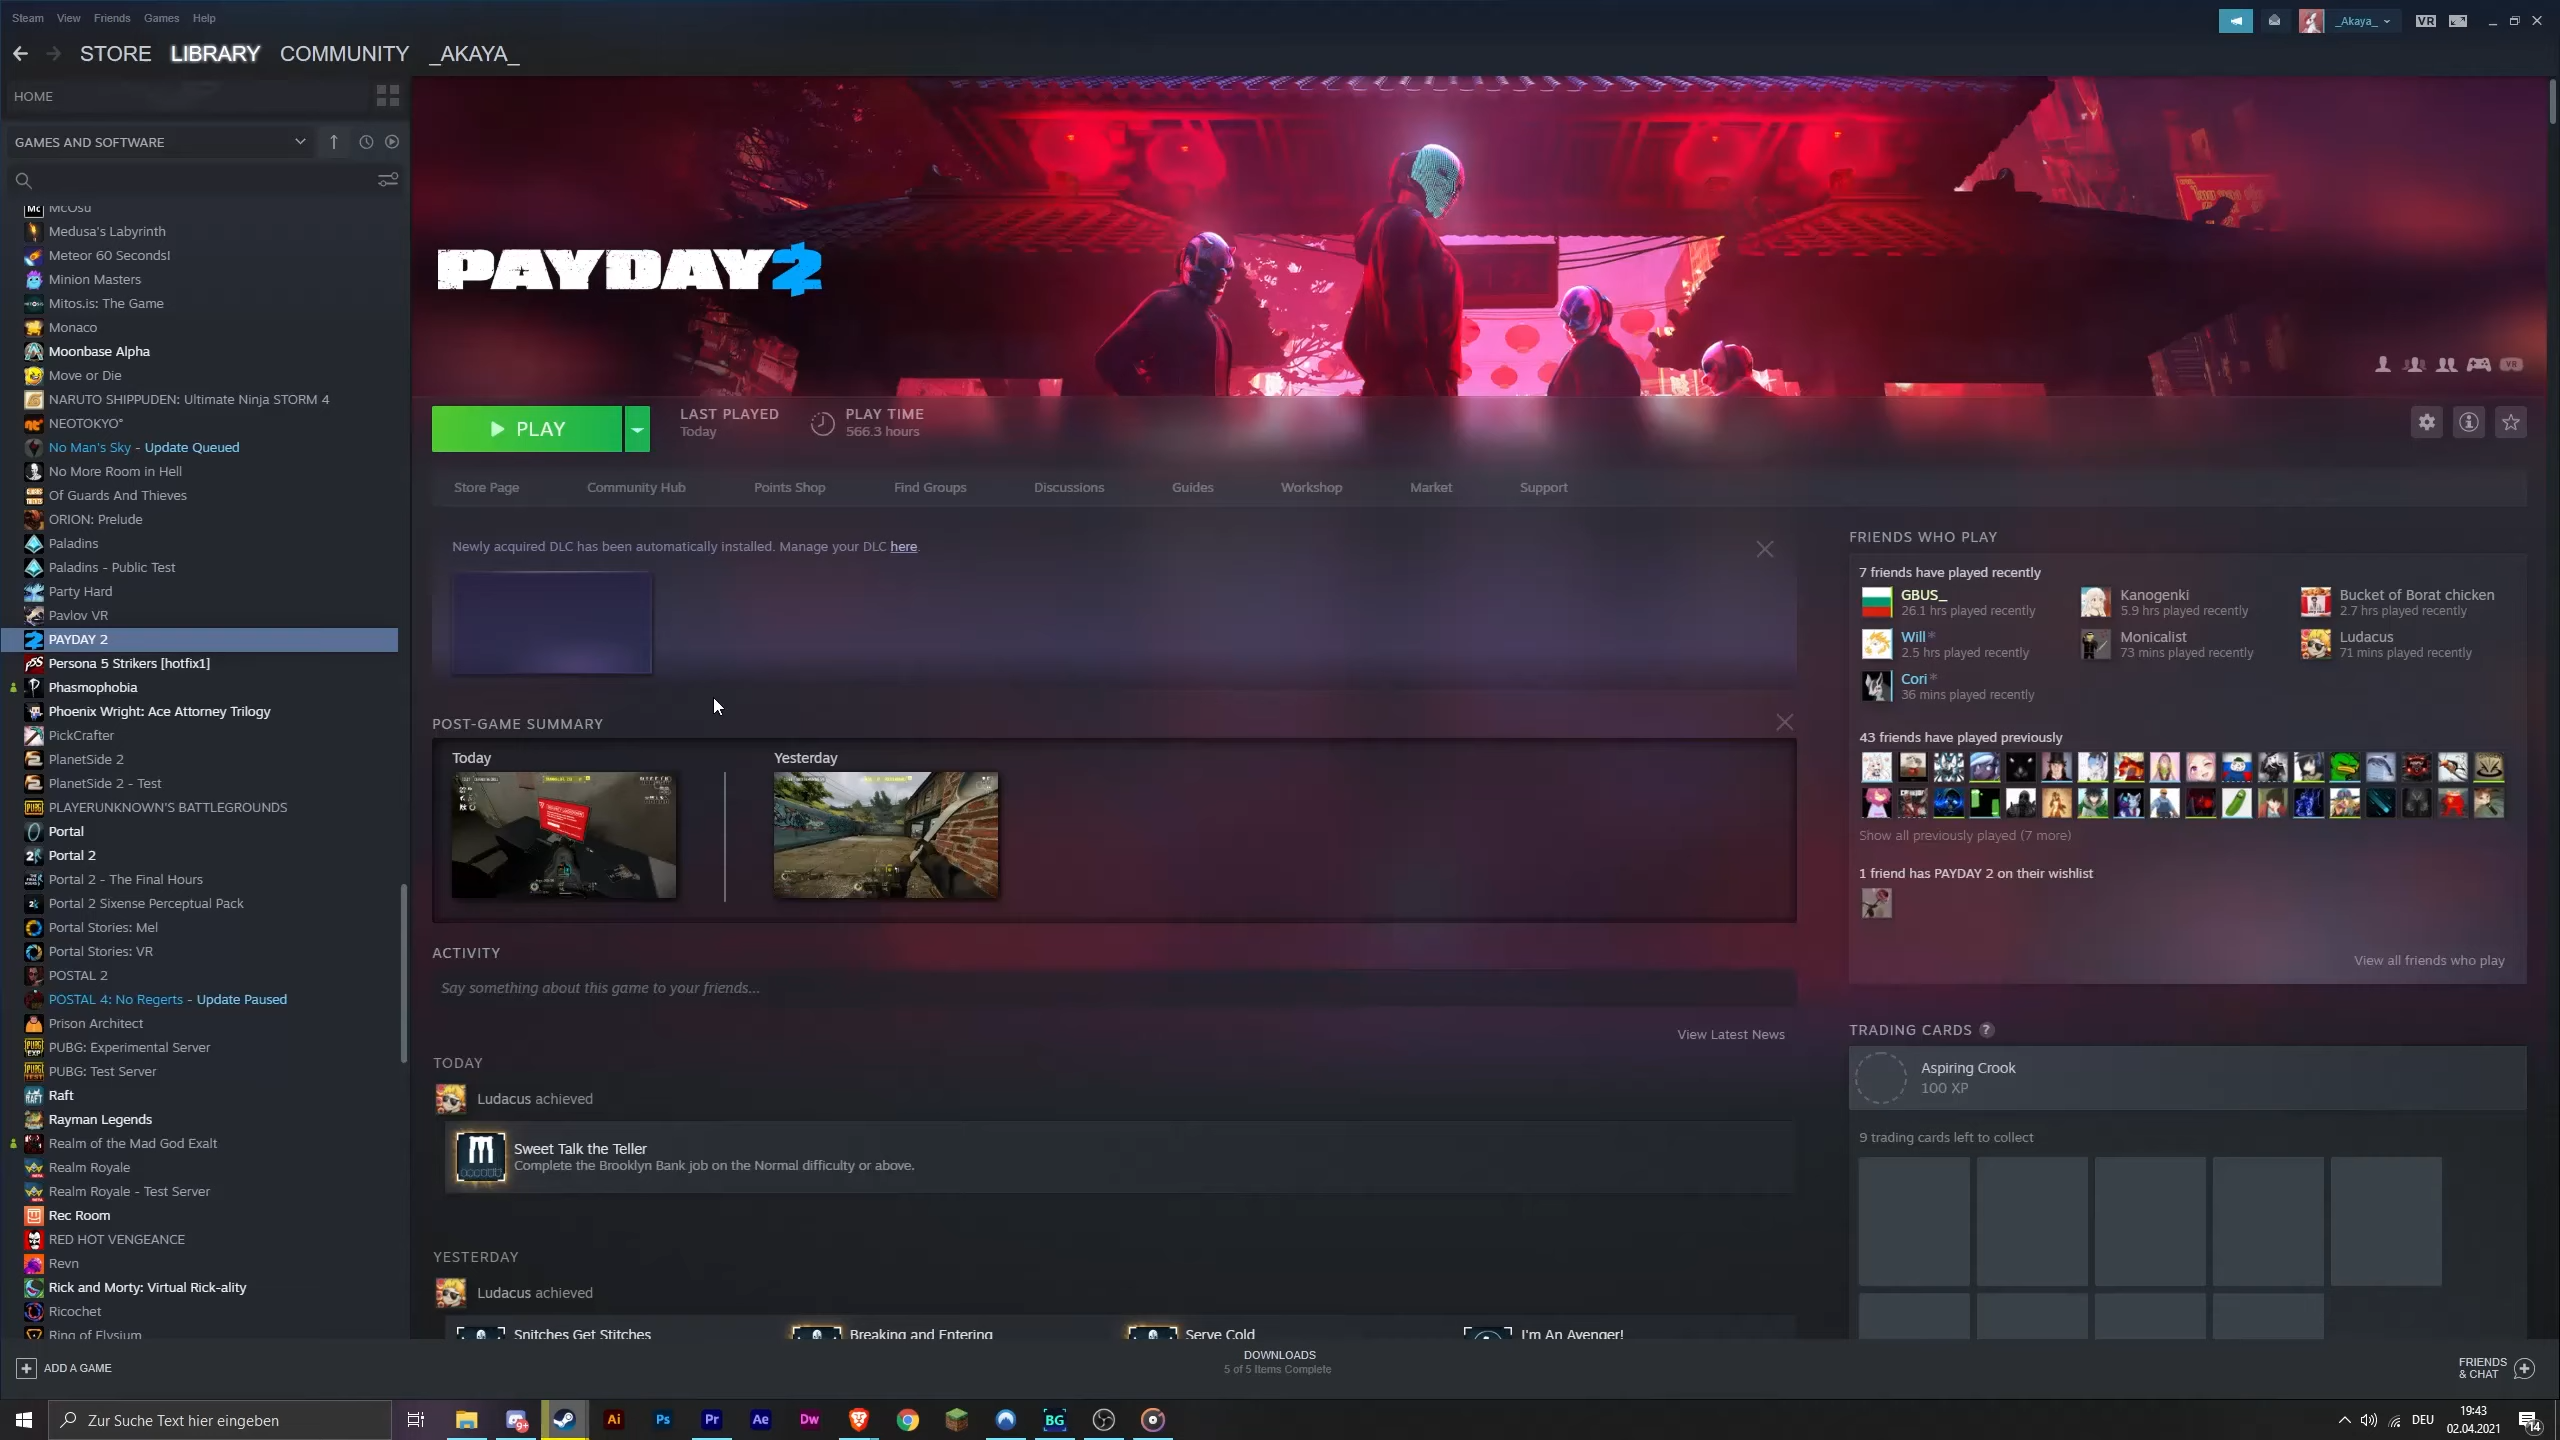 Steam View Friends Games Help
_Akaya_
VR
STORE LIBRARY COMMUNITY _AKAYA_
HOME
GAMES AND SOFTWARE
McOsu
Medusa's Labyrinth
Meteor 60 Seconds!
Minion Masters
Mitos.is: The Game
Monaco
Moonbase Alpha
Move or Die
NARUTO SHIPPUDEN: Ultimate Ninja STORM 4
NEOTOKYO°
No Man's Sky - Update Queued
No More Room in Hell
Of Guards And Thieves
ORION: Prelude
Paladins
Paladins - Public Test
Party Hard
Pavlov VR
PAYDAY 2
Persona 5 Strikers [hotfix1]
Phasmophobia
Phoenix Wright: Ace Attorney Trilogy
PickCrafter
PlanetSide 2
PlanetSide 2 - Test
PLAYERUNKNOWN'S BATTLEGROUNDS
Portal
Portal 2
Portal 2 - The Final Hours
Portal 2 Sixense Perceptual Pack
Portal Stories: Mel
Portal Stories: VR
POSTAL 2
POSTAL 4: No Regerts - Update Paused
Prison Architect
PUBG: Experimental Server
PUBG: Test Server
Raft
Rayman Legends
Realm of the Mad God Exalt
Realm Royale
Realm Royale - Test Server
Rec Room
RED HOT VENGEANCE
Revn
Rick and Morty: Virtual Rick-ality
Ricochet
Ring of Elysium
PAYDAY 2
PLAY
LAST PLAYED
Today
PLAY TIME
566.3 hours
Store Page Community Hub Points Shop Find Groups Discussions Guides Workshop Market Support
Newly acquired DLC has been automatically installed. Manage your DLC here.
POST-GAME SUMMARY
Today
Yesterday
ACTIVITY
Say something about this game to your friends...
View Latest News
TODAY
Ludacus achieved
Sweet Talk the Teller
Complete the Brooklyn Bank job on the Normal difficulty or above.
YESTERDAY
Ludacus achieved
Snitches Get Stitches Breaking and Entering Serve Cold I'm An Avenger!
FRIENDS WHO PLAY
7 friends have played recently
GBUS_
26.1 hrs played recently
Kanogenki
5.9 hrs played recently
Bucket of Borat chicken
2.7 hrs played recently
Will*
2.5 hrs played recently
Monicalist
73 mins played recently
Ludacus
71 mins played recently
Cori*
36 mins played recently
43 friends have played previously
Show all previously played (7 more)
1 friend has PAYDAY 2 on their wishlist
View all friends who play
TRADING CARDS ?
Aspiring Crook
100 XP
9 trading cards left to collect
ADD A GAME
DOWNLOADS
5 of 5 Items Complete
FRIENDS
& CHAT
Zur Suche Text hier eingeben
9+
Ai Ps Pr Ae Dw
BG
DEU
19:43
02.04.2021
14